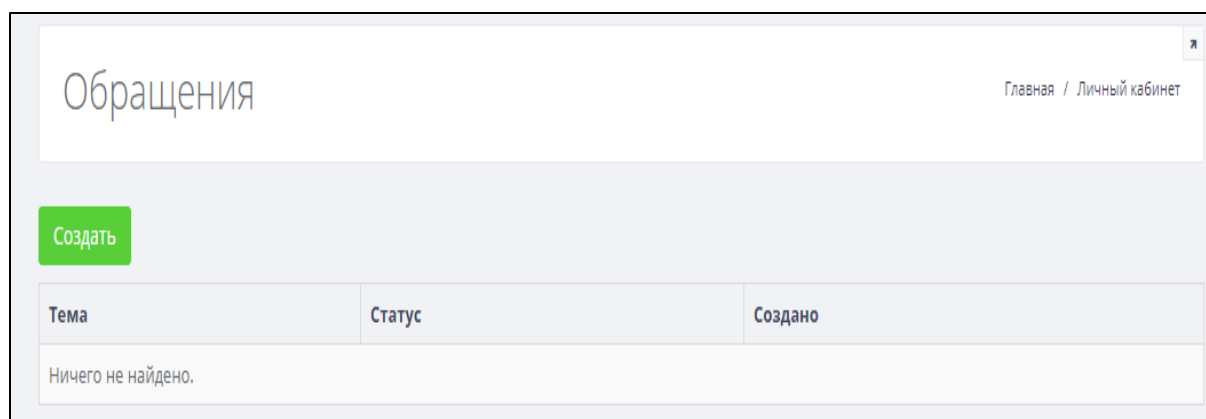 Обращения
Главная / Личный кабинет
Создать
Тема Статус Создано
Ничего не найдено.